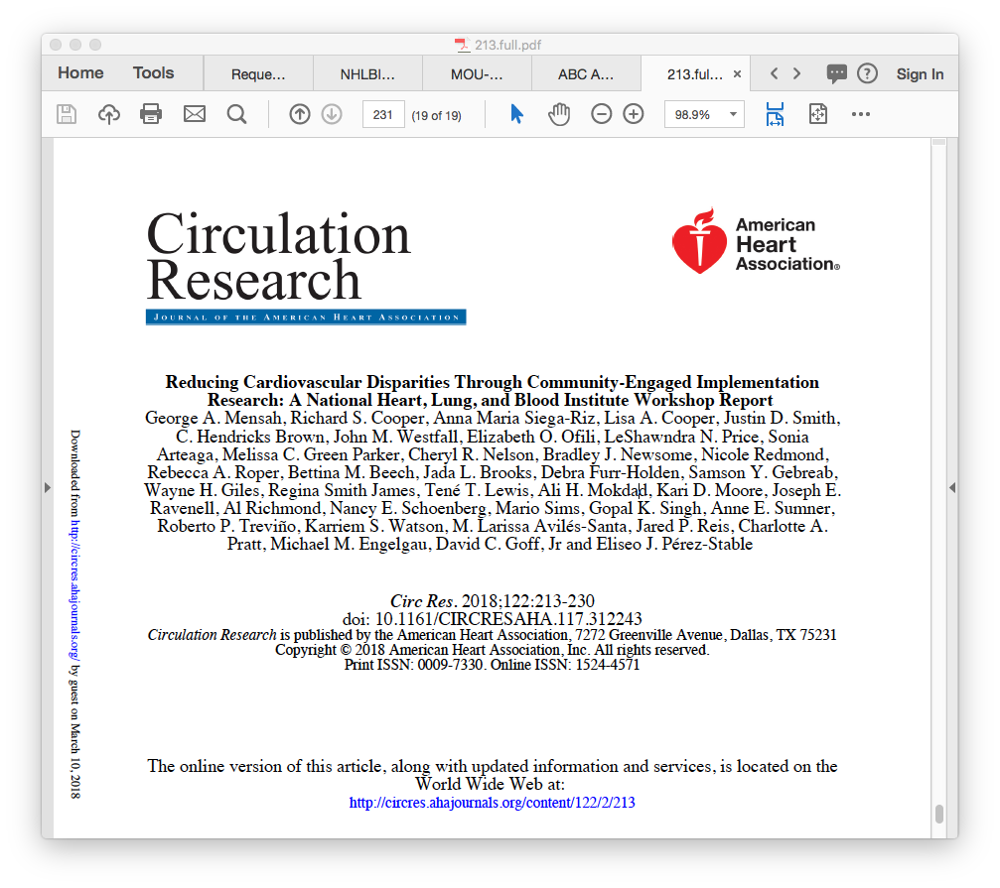 213.full.pdf
Home Tools Reque... NHLBI... MOU-... ABC A... 213.ful... × Sign In
231 (19 of 19) 98.9%
Circulation
Research
JOURNAL OF THE AMERICAN HEART ASSOCIATION
American
Heart
Association®
Reducing Cardiovascular Disparities Through Community-Engaged Implementation
Research: A National Heart, Lung, and Blood Institute Workshop Report
George A. Mensah, Richard S. Cooper, Anna Maria Siega-Riz, Lisa A. Cooper, Justin D. Smith,
C. Hendricks Brown, John M. Westfall, Elizabeth O. Ofili, LeShawndra N. Price, Sonia
Arteaga, Melissa C. Green Parker, Cheryl R. Nelson, Bradley J. Newsome, Nicole Redmond,
Rebecca A. Roper, Bettina M. Beech, Jada L. Brooks, Debra Furr-Holden, Samson Y. Gebreab,
Wayne H. Giles, Regina Smith James, Tené T. Lewis, Ali H. Mokdad, Kari D. Moore, Joseph E.
Ravenell, Al Richmond, Nancy E. Schoenberg, Mario Sims, Gopal K. Singh, Anne E. Sumner,
Roberto P. Treviño, Karriem S. Watson, M. Larissa Avilés-Santa, Jared P. Reis, Charlotte A.
Pratt, Michael M. Engelgau, David C. Goff, Jr and Eliseo J. Pérez-Stable
Circ Res. 2018;122:213-230
doi: 10.1161/CIRCRESAHA.117.312243
Circulation Research is published by the American Heart Association, 7272 Greenville Avenue, Dallas, TX 75231
Copyright © 2018 American Heart Association, Inc. All rights reserved.
Print ISSN: 0009-7330. Online ISSN: 1524-4571
The online version of this article, along with updated information and services, is located on the
World Wide Web at:
http://circres.ahajournals.org/content/122/2/213
Downloaded from http://circres.ahajournals.org/ by guest on March 10, 2018